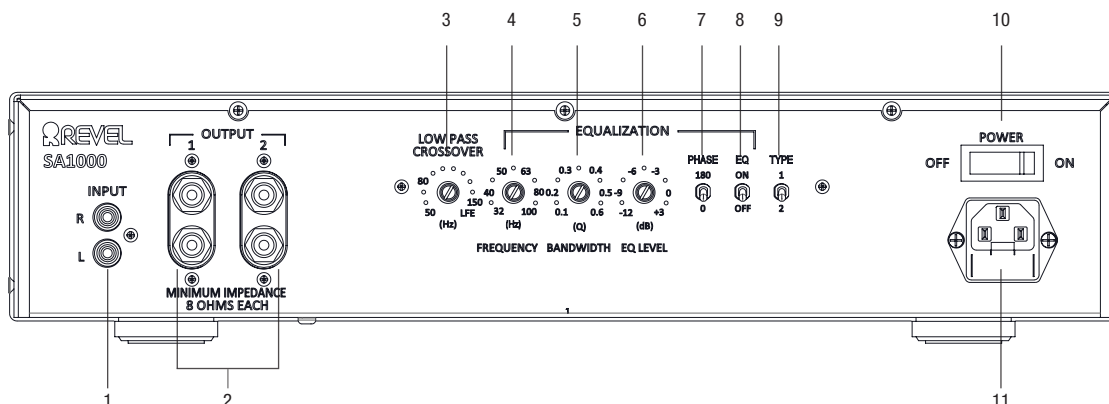 3 4 5 6 7 8 9 10
REVEL
SA1000
OUTPUT
1 2
INPUT
R
L
MINIMUM IMPEDANCE
8 OHMS EACH
LOW PASS
CROSSOVER
80
150
50 LFE
(Hz)
EQUALIZATION
50 63
40 80
32 100
(Hz)
FREQUENCY
0.3 0.4
0.2 0.5
0.1 0.6
(Q)
BANDWIDTH
-6 -3
-9 0
-12 +3
(dB)
EQ LEVEL
PHASE
180
0
EQ
ON
OFF
TYPE
1
2
POWER
OFF ON
1 2 11